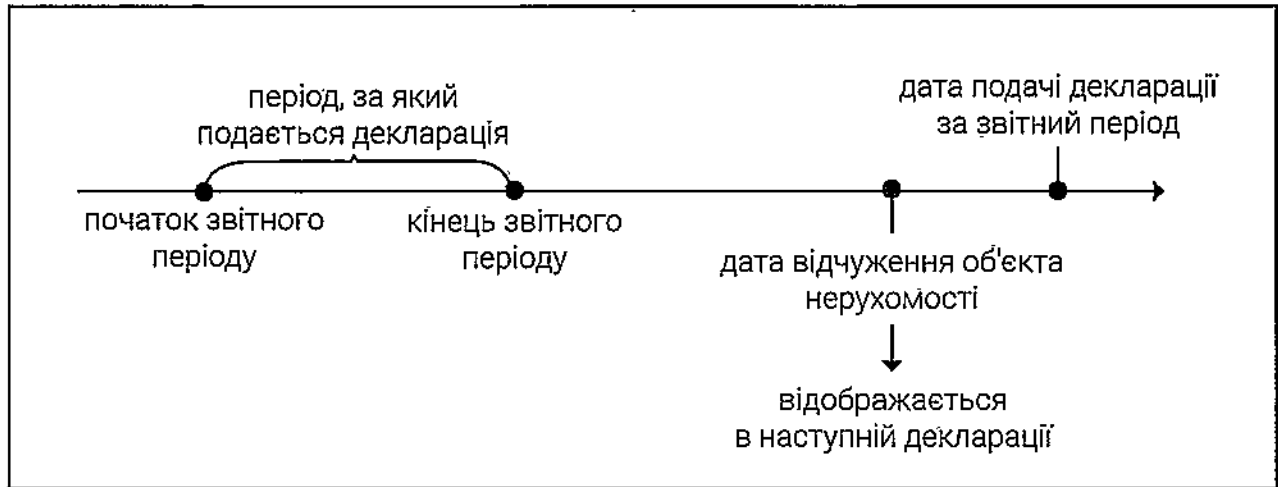 період, за який
подається декларація
дата подачі декларації
за звітний період
початок звітного
періоду
кінець звітного
періоду
дата відчуження об'єкта
нерухомості
відображається
в наступній декларації